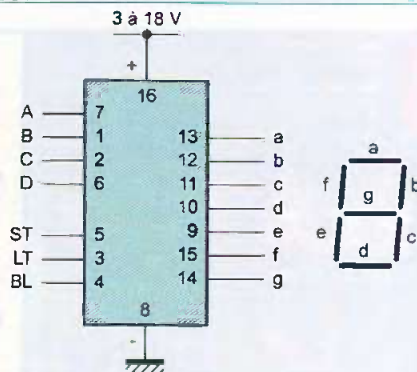 3 à 18 V
+
16
A 7 13 a
B 1 12 b
C 2 11 c
D 6 10 d
ST 5 9 e
LT 3 15 f
BL 4 14 g
8
-
a
f b
g
e c
d